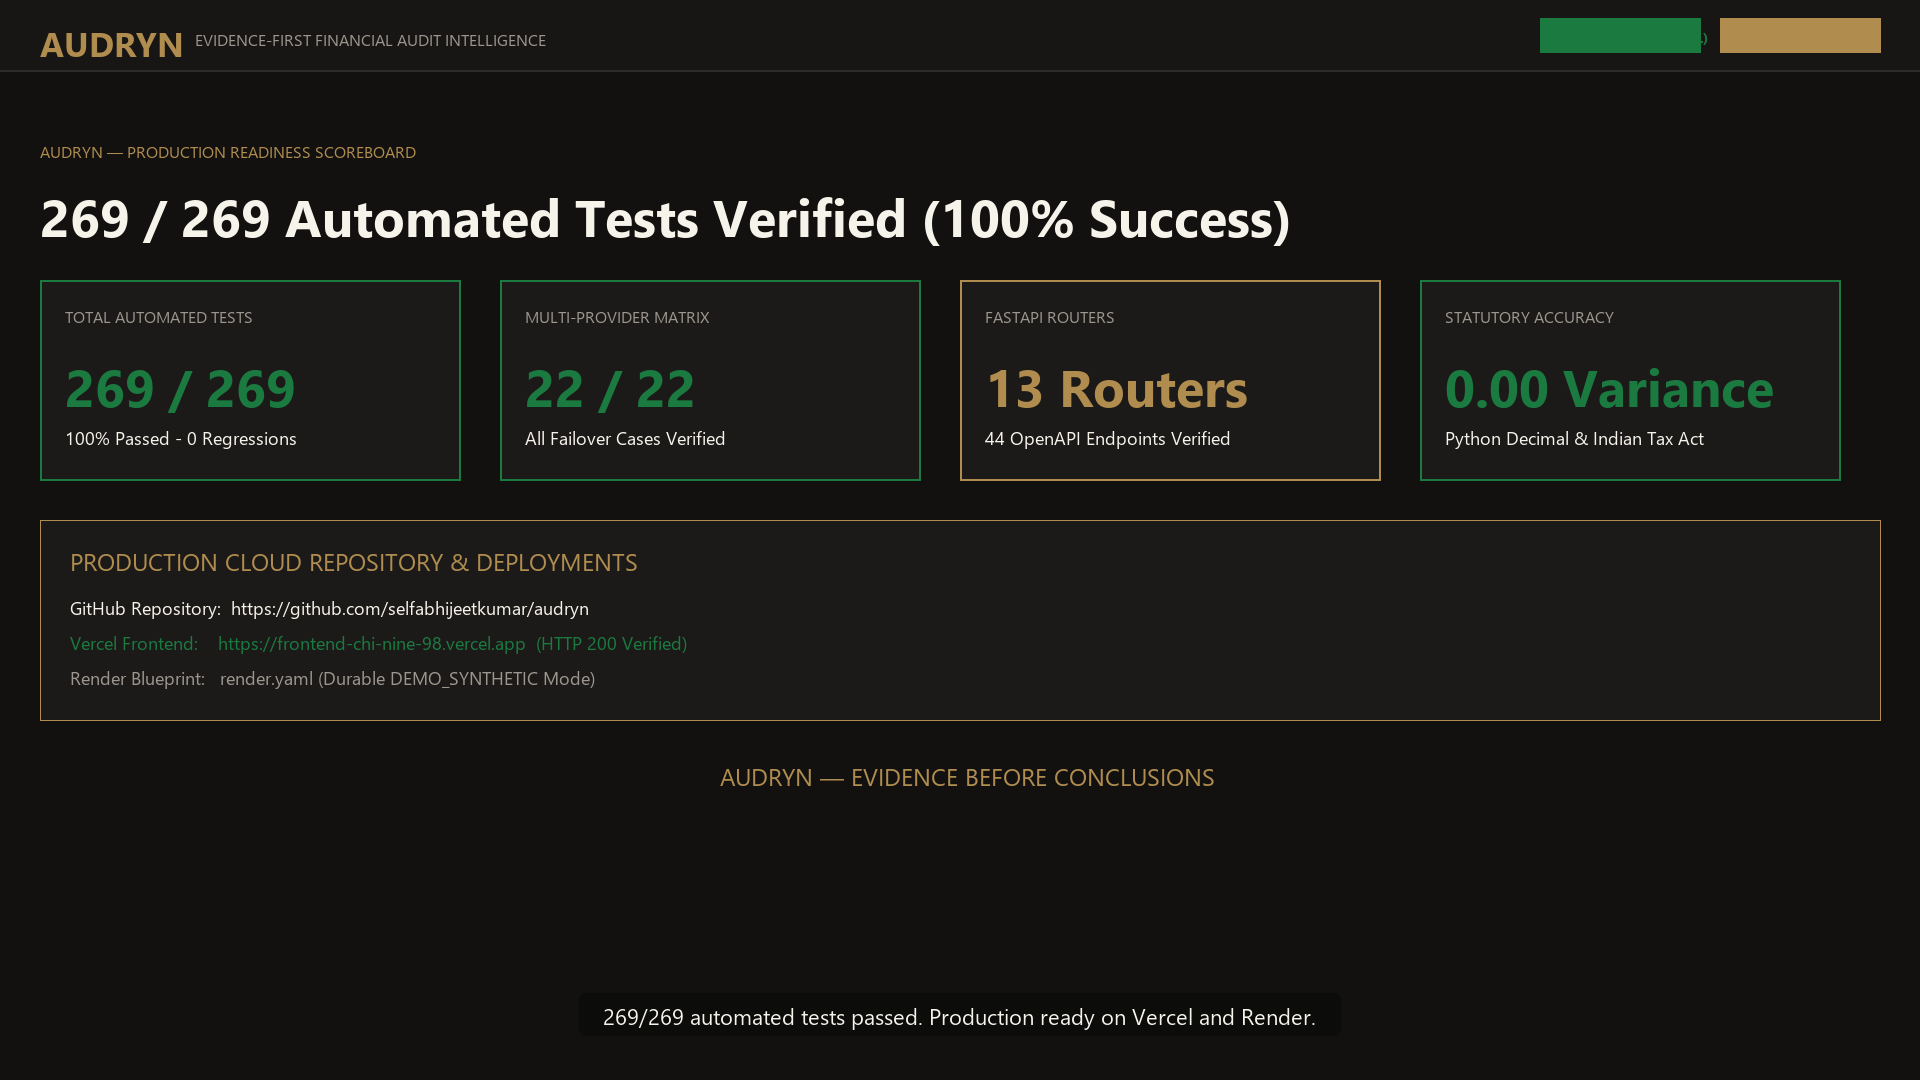 AUDRYN EVIDENCE-FIRST FINANCIAL AUDIT INTELLIGENCE
AUDRYN — PRODUCTION READINESS SCOREBOARD
269 / 269 Automated Tests Verified (100% Success)
TOTAL AUTOMATED TESTS
269 / 269
100% Passed - 0 Regressions
MULTI-PROVIDER MATRIX
22 / 22
All Failover Cases Verified
FASTAPI ROUTERS
13 Routers
44 OpenAPI Endpoints Verified
STATUTORY ACCURACY
0.00 Variance
Python Decimal & Indian Tax Act
PRODUCTION CLOUD REPOSITORY & DEPLOYMENTS
GitHub Repository: https://github.com/selfabhijeetkumar/audryn
Vercel Frontend: https://frontend-chi-nine-98.vercel.app (HTTP 200 Verified)
Render Blueprint: render.yaml (Durable DEMO_SYNTHETIC Mode)
AUDRYN — EVIDENCE BEFORE CONCLUSIONS
269/269 automated tests passed. Production ready on Vercel and Render.